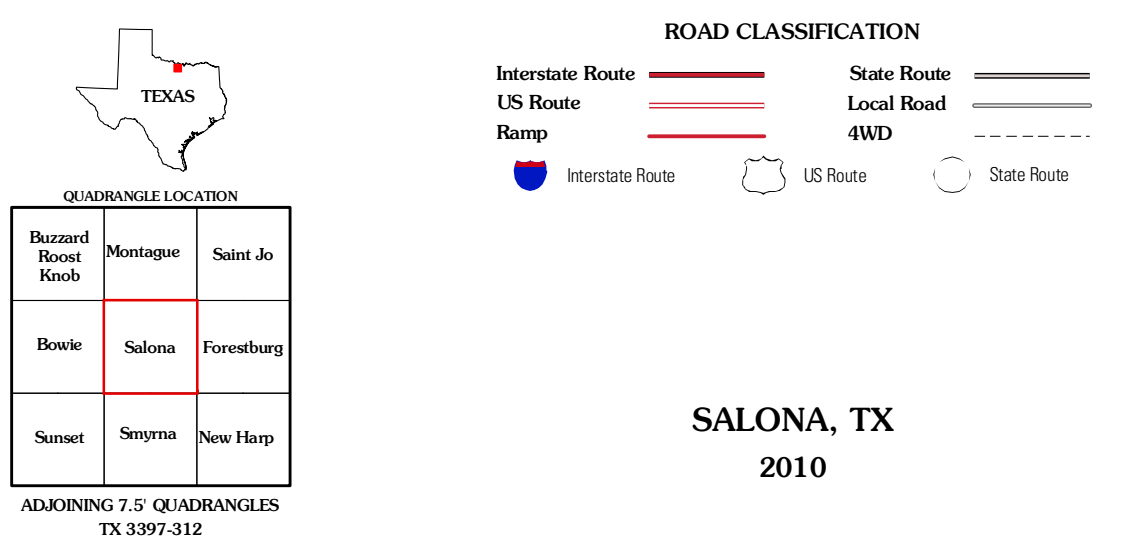 TEXAS
QUADRANGLE LOCATION
Buzzard
Roost
Knob
Montague
Saint Jo
Bowie
Salona
Forestburg
Sunset
Smyrna
New Harp
ADJOINING 7.5' QUADRANGLES
TX 3397-312
ROAD CLASSIFICATION
Interstate Route
State Route
US Route
Local Road
Ramp
4WD
Interstate Route
US Route
State Route
SALONA, TX
2010